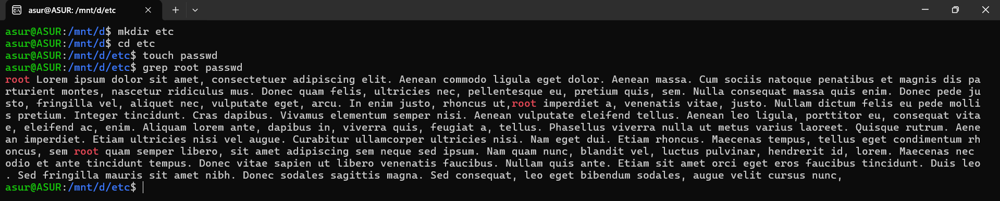 asur@ASUR: /mnt/d/etc
asur@ASUR:/mnt/d$ mkdir etc
asur@ASUR:/mnt/d$ cd etc
asur@ASUR:/mnt/d/etc$ touch passwd
asur@ASUR:/mnt/d/etc$ grep root passwd
root Lorem ipsum dolor sit amet, consectetuer adipiscing elit. Aenean commodo ligula eget dolor. Aenean massa. Cum sociis natoque penatibus et magnis dis pa
rturient montes, nascetur ridiculus mus. Donec quam felis, ultricies nec, pellentesque eu, pretium quis, sem. Nulla consequat massa quis enim. Donec pede ju
sto, fringilla vel, aliquet nec, vulputate eget, arcu. In enim justo, rhoncus ut,root imperdiet a, venenatis vitae, justo. Nullam dictum felis eu pede molli
s pretium. Integer tincidunt. Cras dapibus. Vivamus elementum semper nisi. Aenean vulputate eleifend tellus. Aenean leo ligula, porttitor eu, consequat vita
e, eleifend ac, enim. Aliquam lorem ante, dapibus in, viverra quis, feugiat a, tellus. Phasellus viverra nulla ut metus varius laoreet. Quisque rutrum. Aene
an imperdiet. Etiam ultricies nisi vel augue. Curabitur ullamcorper ultricies nisi. Nam eget dui. Etiam rhoncus. Maecenas tempus, tellus eget condimentum rh
oncus, sem root quam semper libero, sit amet adipiscing sem neque sed ipsum. Nam quam nunc, blandit vel, luctus pulvinar, hendrerit id, lorem. Maecenas nec
odio et ante tincidunt tempus. Donec vitae sapien ut libero venenatis faucibus. Nullam quis ante. Etiam sit amet orci eget eros faucibus tincidunt. Duis leo
. Sed fringilla mauris sit amet nibh. Donec sodales sagittis magna. Sed consequat, leo eget bibendum sodales, augue velit cursus nunc,
asur@ASUR:/mnt/d/etc$